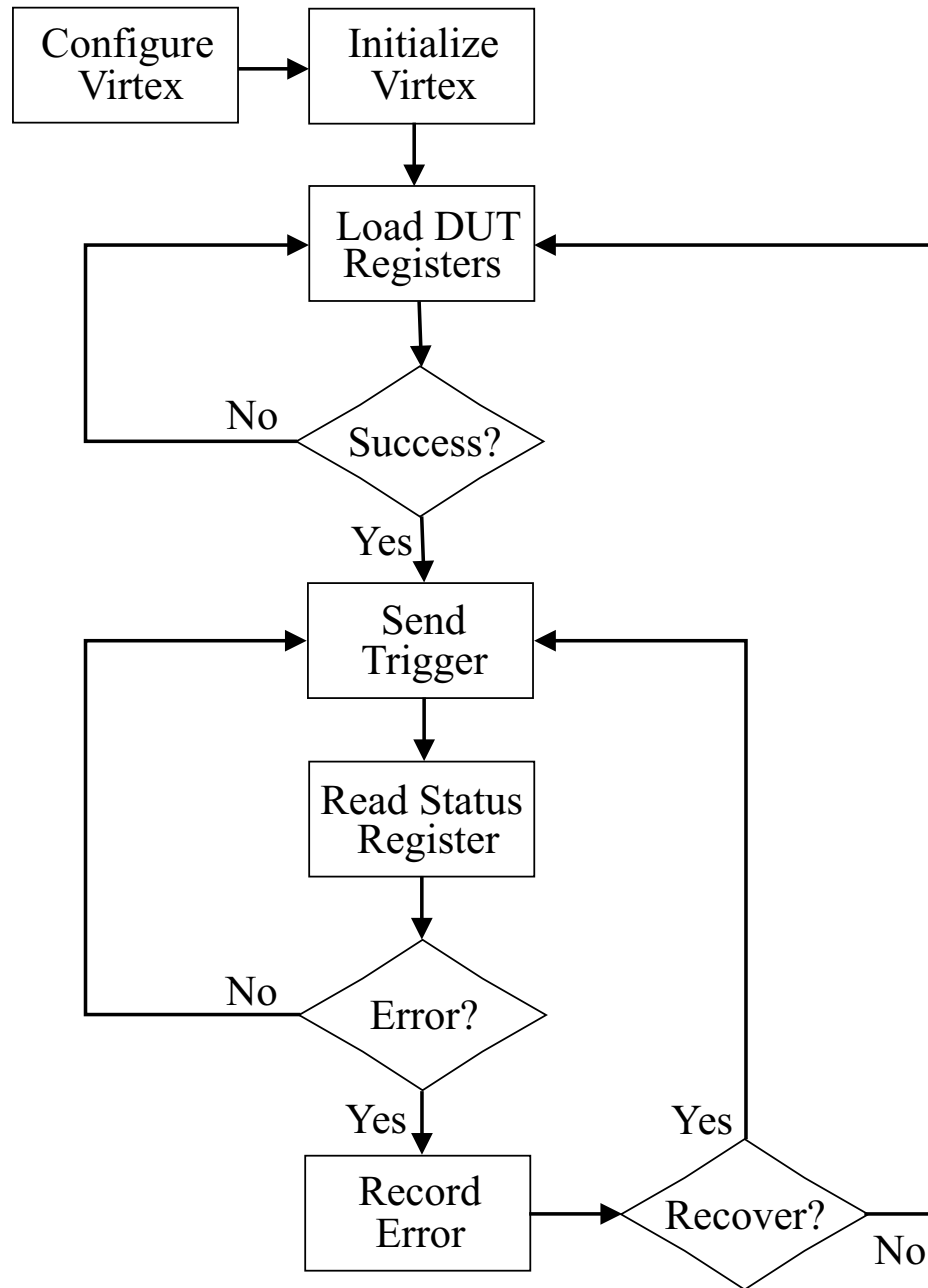 Configure
Virtex
Initialize
Virtex
Load DUT
Registers
No
Success?
Yes
Send
Trigger
Read Status
Register
No
Error?
Yes
Yes
Record
Error
Recover?
No